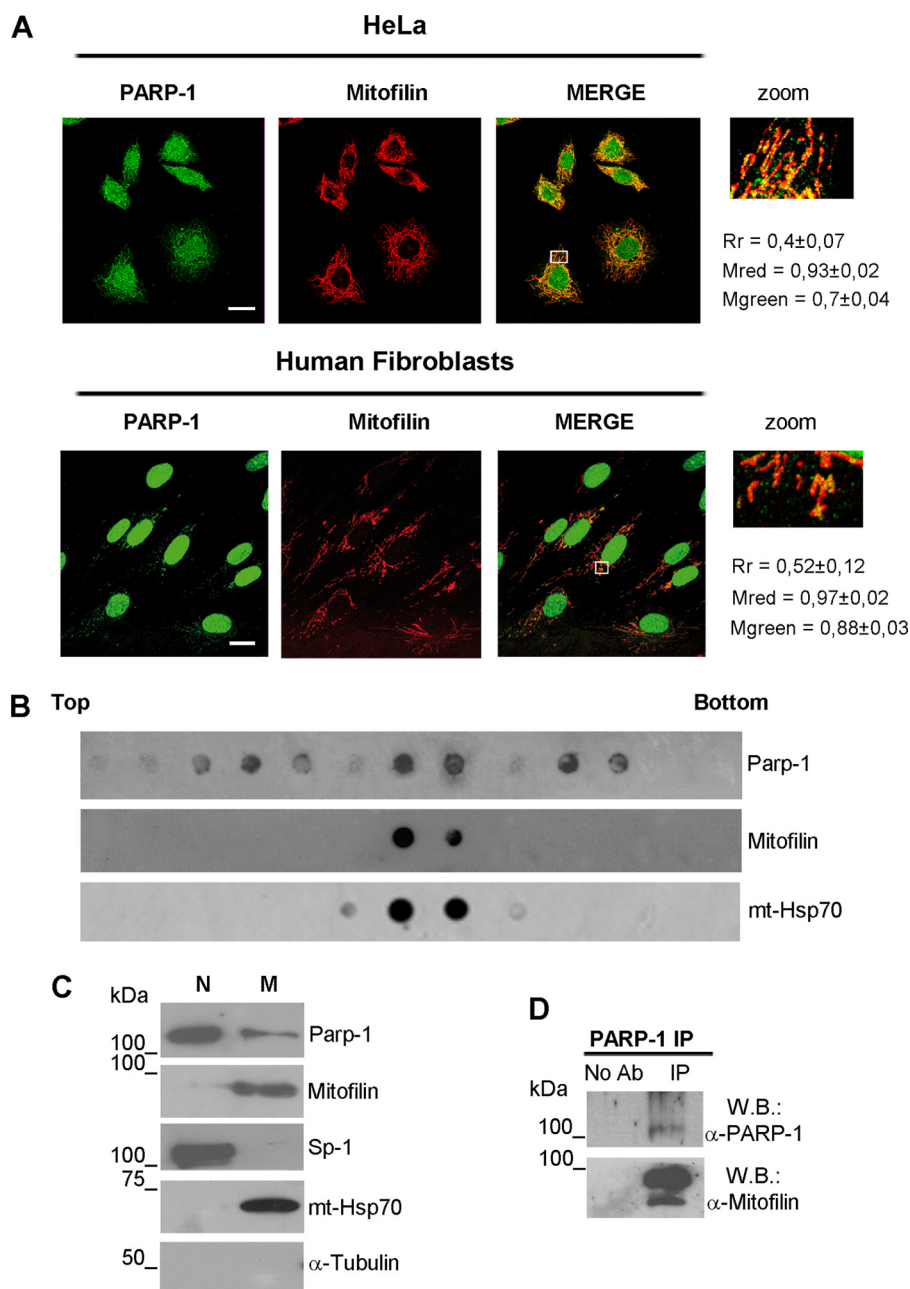 A
HeLa
PARP-1 Mitofilin MERGE zoom
Rr = 0,4±0,07
Mred = 0,93±0,02
Mgreen = 0,7±0,04
Human Fibroblasts
PARP-1 Mitofilin MERGE zoom
Rr = 0,52±0,12
Mred = 0,97±0,02
Mgreen = 0,88±0,03
B Top Bottom
Parp-1
Mitofilin
mt-Hsp70
C
N M
kDa
100 Parp-1
100
Mitofilin
100 Sp-1
75
mt-Hsp70
50 α-Tubulin
D
PARP-1 IP
No Ab IP
kDa
100
W.B.:
α-PARP-1
100
W.B.:
α-Mitofilin